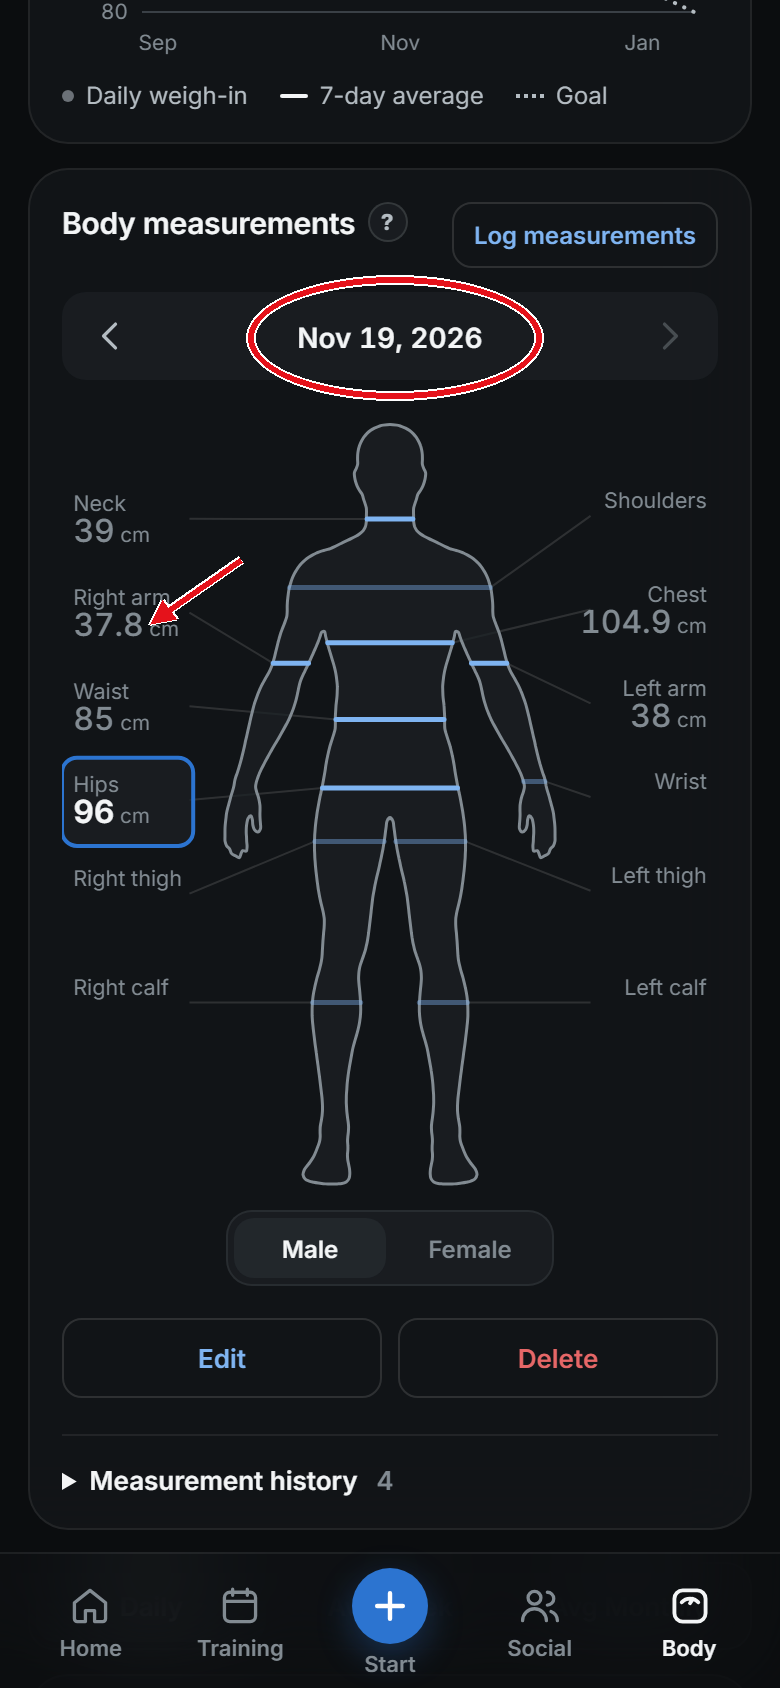 80
Sep Nov Jan
Daily weigh-in 7-day average Goal
Body measurements ?
Log measurements
Nov 19, 2026
Neck
39 cm
Shoulders
Right arm
37.8 cm
Chest
104.9 cm
Waist
85 cm
Left arm
38 cm
Hips
96 cm
Wrist
Right thigh
Left thigh
Right calf
Left calf
Male Female
Edit Delete
Measurement history 4
Home Training Start Social Body